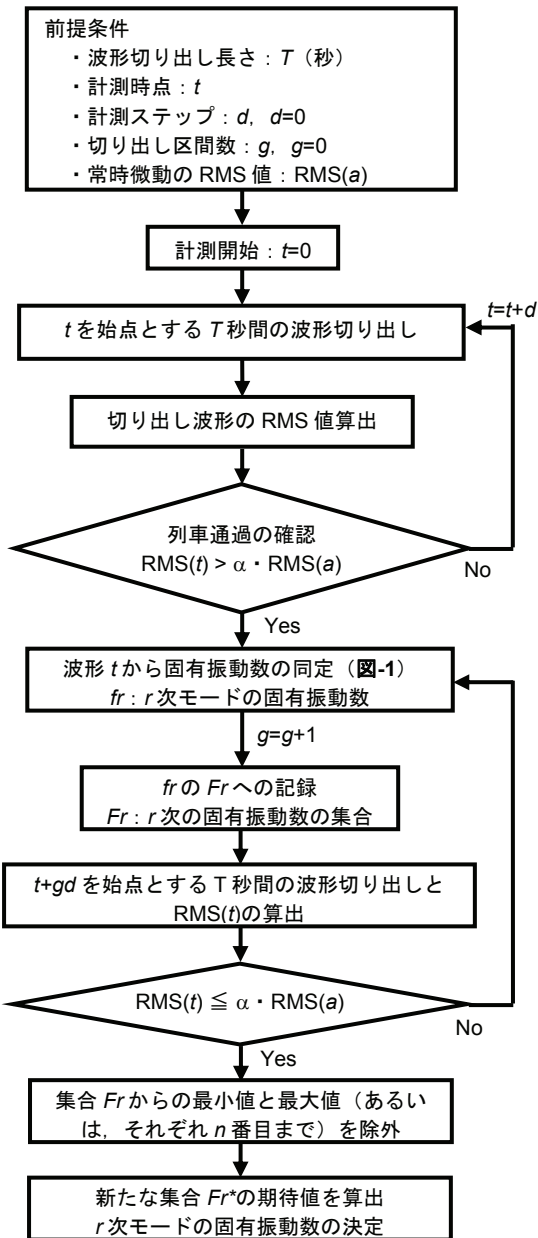 前提条件
・波形切り出し長さ：T（秒）
・計測時点：t
・計測ステップ：d, d=0
・切り出し区間数：g, g=0
・常時微動の RMS 値：RMS(a)
計測開始：t=0
t=t+d
t を始点とする T 秒間の波形切り出し
切り出し波形の RMS 値算出
列車通過の確認
RMS(t) > α・RMS(a)
No
Yes
波形 t から固有振動数の同定（図-1）
fr：r 次モードの固有振動数
g=g+1
fr の Fr への記録
Fr：r 次の固有振動数の集合
t+gd を始点とする T 秒間の波形切り出しと
RMS(t)の算出
RMS(t) ≦ α・RMS(a)
No
Yes
集合 Fr からの最小値と最大値（あるい
は，それぞれ n 番目まで）を除外
新たな集合 Fr*の期待値を算出
r 次モードの固有振動数の決定